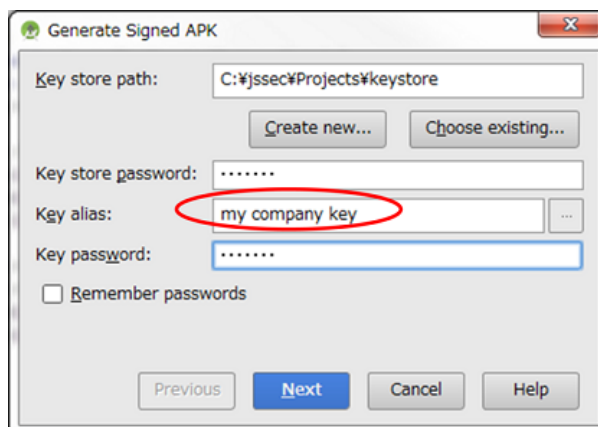 Generate Signed APK
Key store path: C:¥jssec¥Projects¥keystore
Create new... Choose existing...
Key store password: •••••••
Key alias: my company key ...
Key password: •••••••
Remember passwords
Previous Next Cancel Help